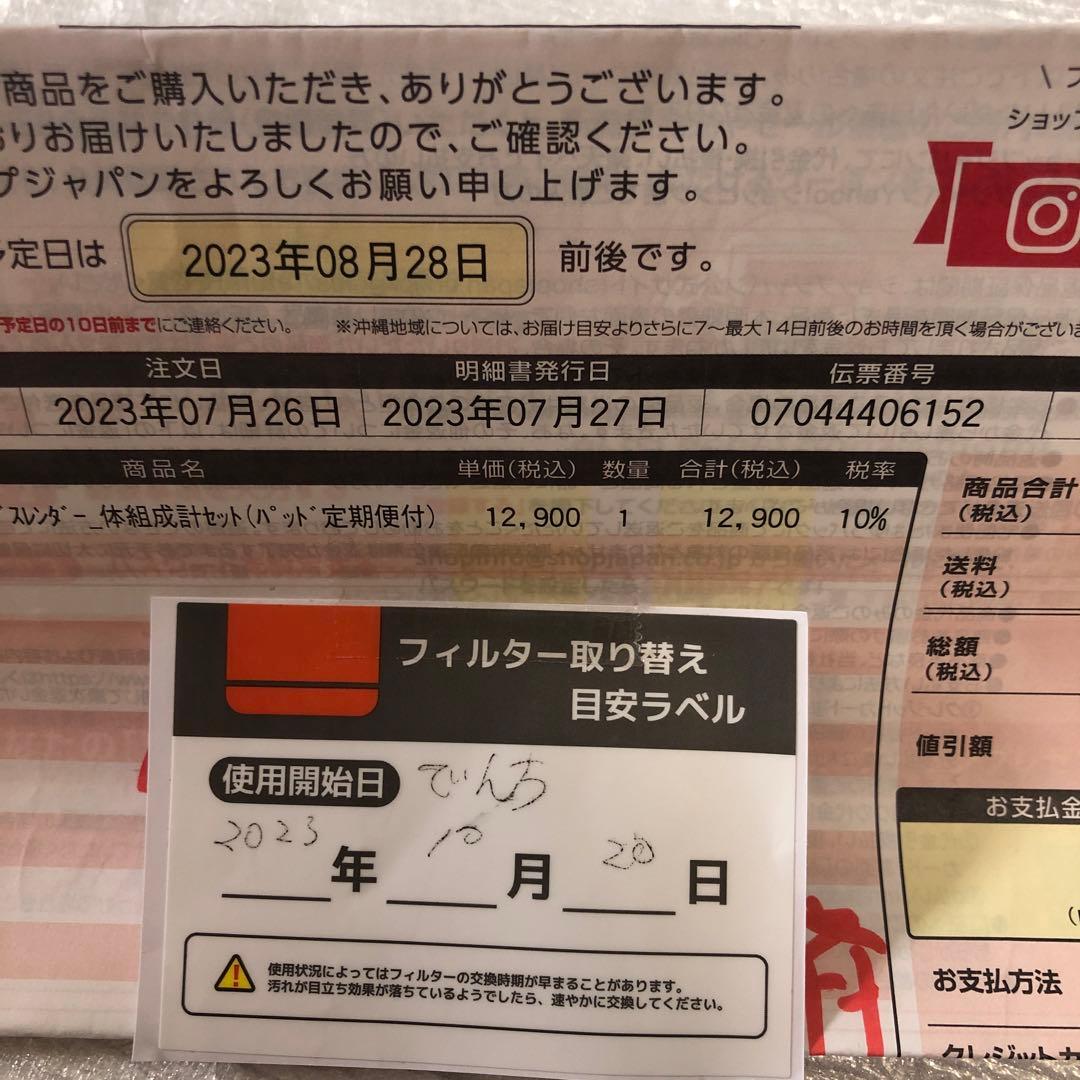 商品をご購入いただき、ありがとうございます。
おりお届けいたしましたので、ご確認ください。
プジャパンをよろしくお願い申し上げます。
ショップ
予定日は 2023年08月28日 前後です。
予定日の10日前までにご連絡ください。 ※沖縄地域については、お届け目安よりさらに7〜最大14日前後のお時間を頂く場合がござい
注文日 明細書発行日 伝票番号
2023年07月26日 2023年07月27日 07044406152
商品名 単価(税込) 数量 合計(税込) 税率
ｽﾚﾝﾀﾞｰ_体組成計ｾｯﾄ(ﾊﾟｯﾄﾞ定期便付) 12,900 1 12,900 10%
商品合計
(税込)
送料
(税込)
総額
(税込)
値引額
お支払金
お支払方法
クレジットカ
済
フィルター取り替え
目安ラベル
使用開始日 でぃんち
2023年 10月 20日
使用状況によってはフィルターの交換時期が早まることがあります。
汚れが目立ち効果が落ちているようでしたら、速やかに交換してください。